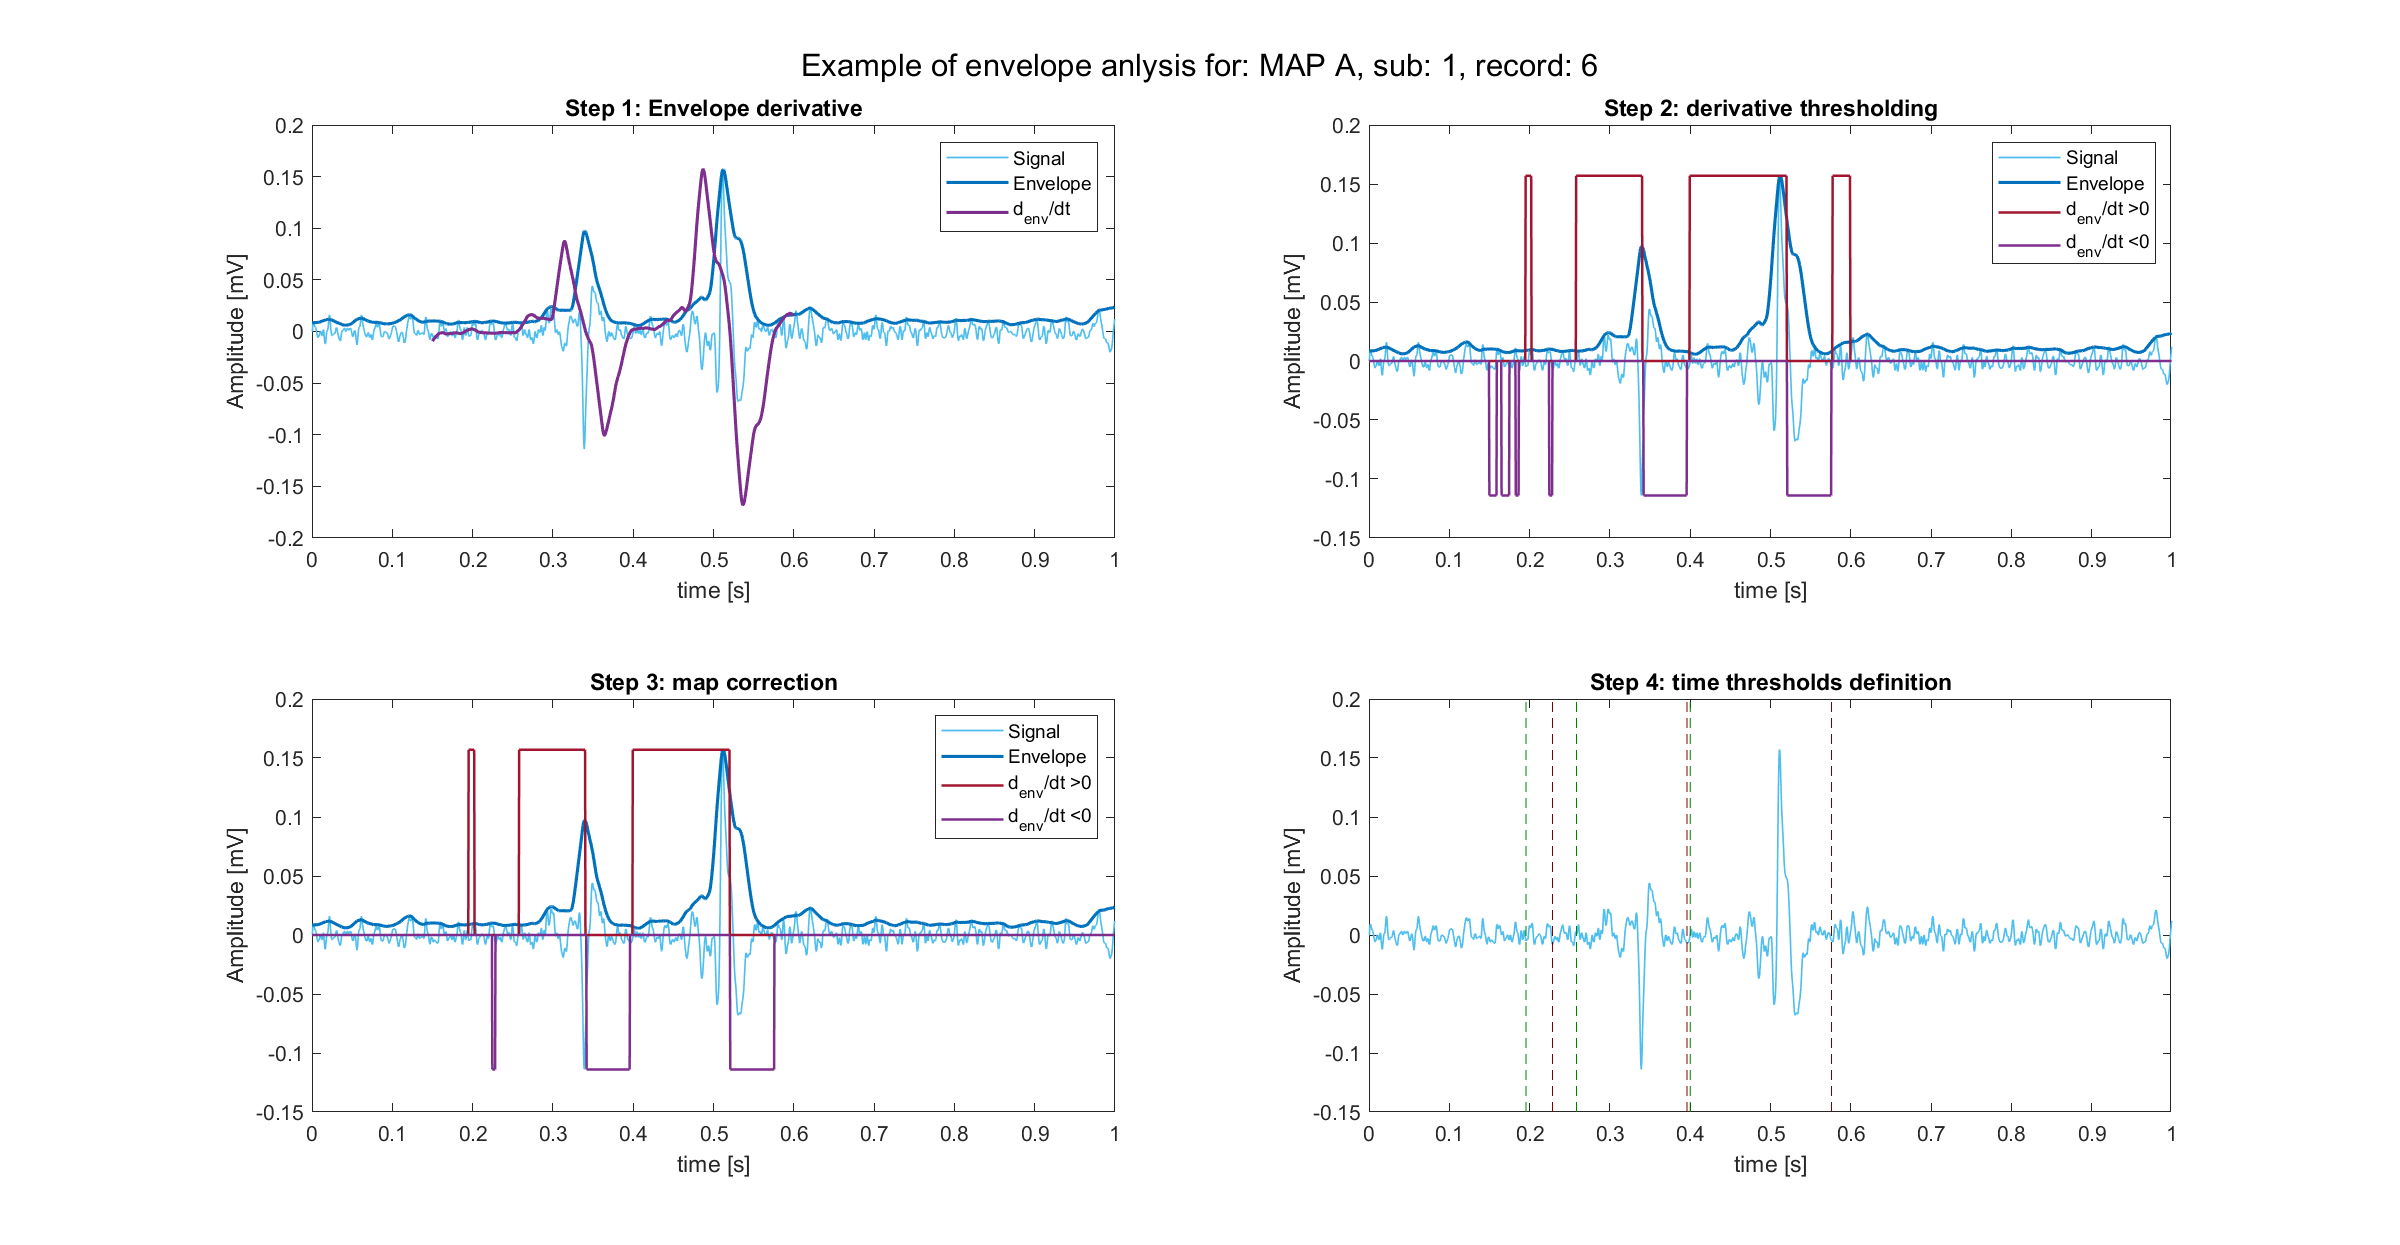 Example of envelope anlysis for: MAP A, sub: 1, record: 6
Step 1: Envelope derivative
0.2
0.15
0.1
0.05
0
-0.05
-0.1
-0.15
-0.2
Amplitude [mV]
Signal
Envelope
d_env/dt
0 0.1 0.2 0.3 0.4 0.5 0.6 0.7 0.8 0.9 1
time [s]
Step 2: derivative thresholding
0.2
0.15
0.1
0.05
0
-0.05
-0.1
-0.15
Amplitude [mV]
Signal
Envelope
d_env/dt >0
d_env/dt <0
0 0.1 0.2 0.3 0.4 0.5 0.6 0.7 0.8 0.9 1
time [s]
Step 3: map correction
0.2
0.15
0.1
0.05
0
-0.05
-0.1
-0.15
Amplitude [mV]
Signal
Envelope
d_env/dt >0
d_env/dt <0
0 0.1 0.2 0.3 0.4 0.5 0.6 0.7 0.8 0.9 1
time [s]
Step 4: time thresholds definition
0.2
0.15
0.1
0.05
0
-0.05
-0.1
-0.15
Amplitude [mV]
0 0.1 0.2 0.3 0.4 0.5 0.6 0.7 0.8 0.9 1
time [s]